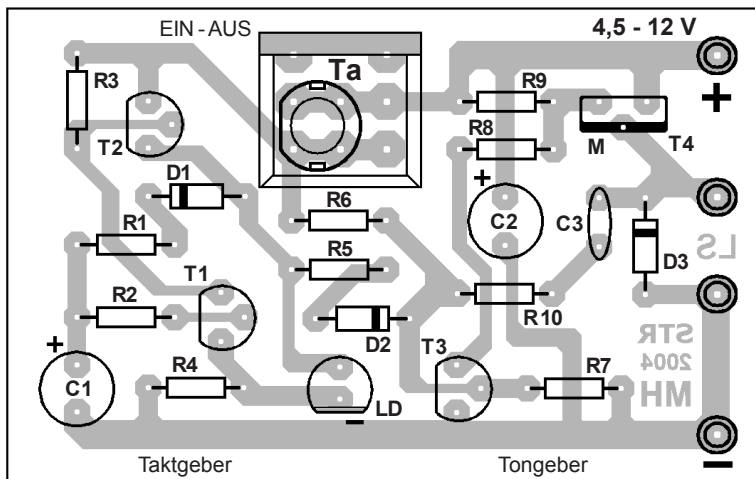 EIN - AUS
4,5 - 12 V
Ta
R3
R9
+
R8
M
T4
T2
D1
+
R6
C2
C3
R1
LS
R5
D3
T1
R2
R10
+
D2
STR
T3
2004
C1
R4
R7
MH
LD
-
Taktgeber
Tongeber
-